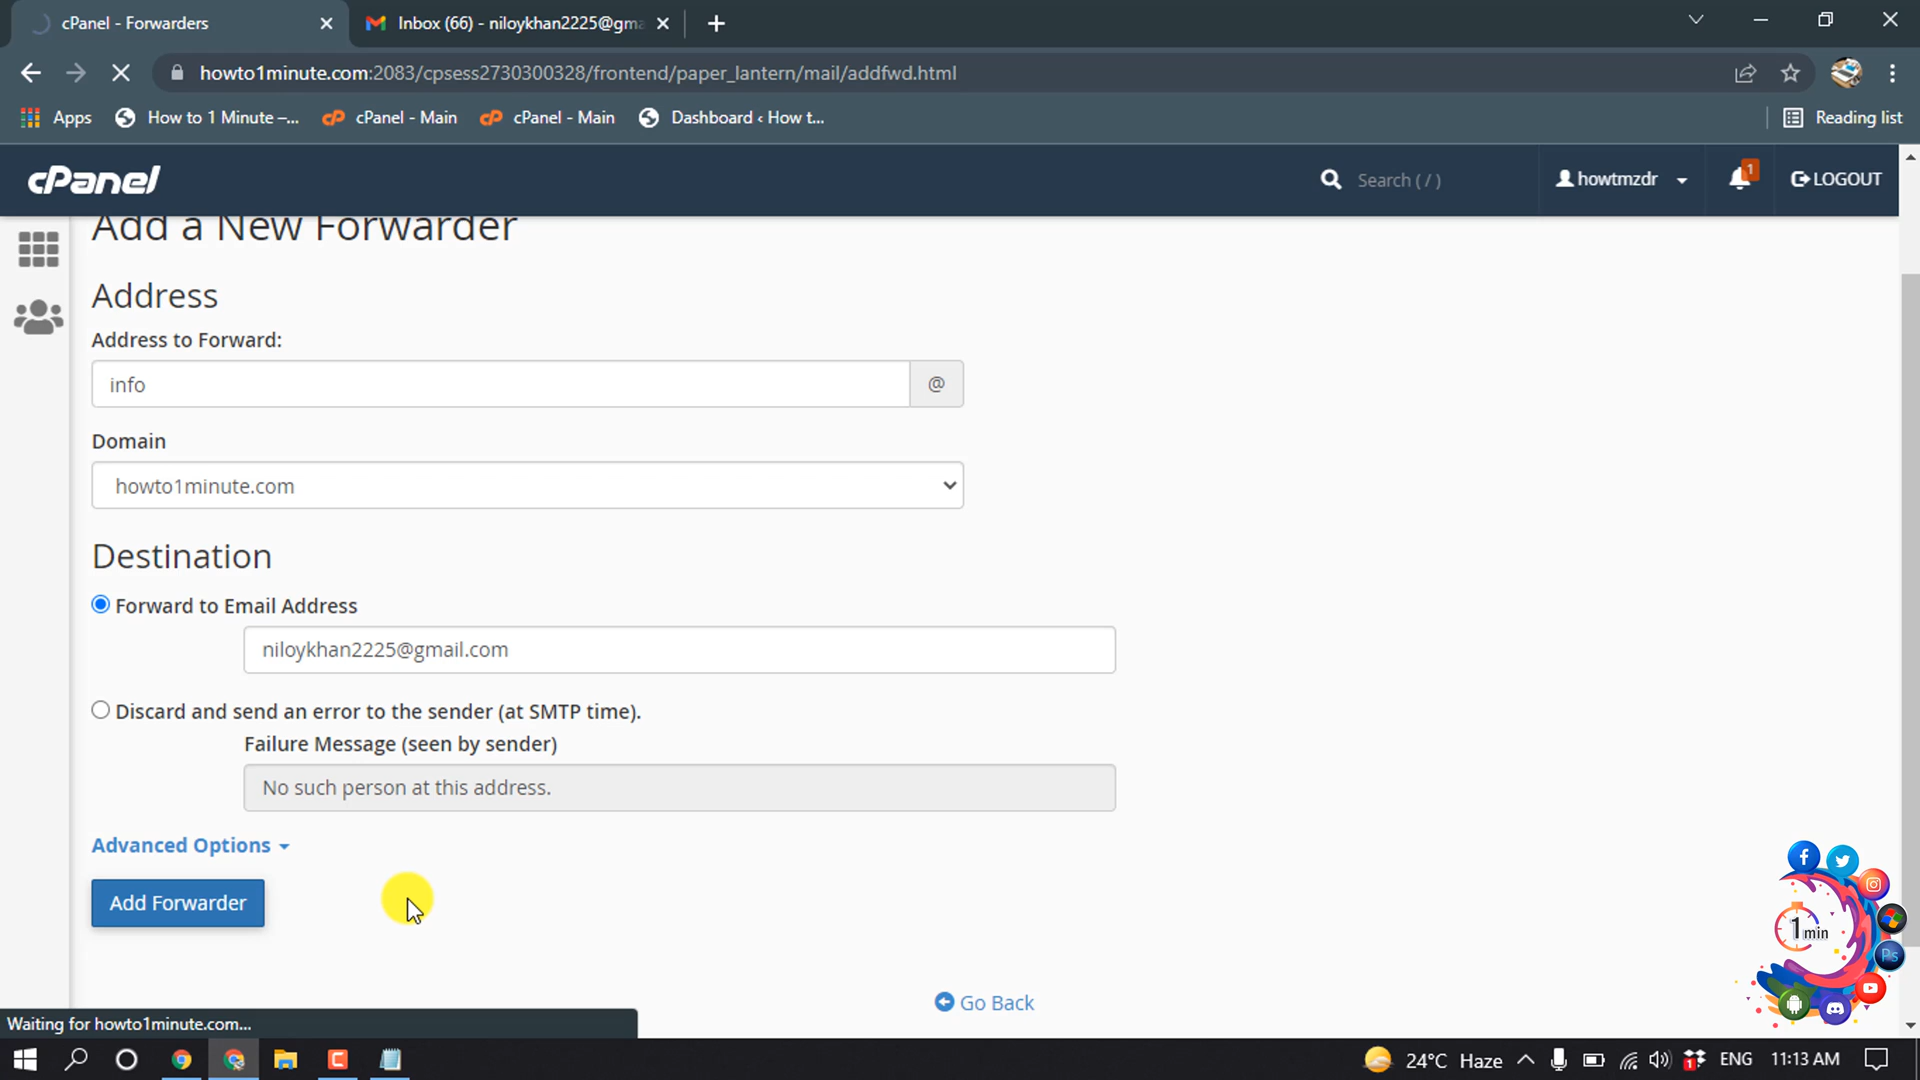 cPanel - Forwarders
Inbox (66) - niloykhan2225@gma
howto1minute.com:2083/cpsess2730300328/frontend/paper_lantern/mail/addfwd.html
Apps
How to 1 Minute –...
cPanel - Main
cPanel - Main
Dashboard ‹ How t...
Reading list
cPanel
Search ( / )
howtmzdr
1
LOGOUT
Add a New Forwarder
Address
Address to Forward:
info
@
Domain
howto1minute.com
Destination
Forward to Email Address
niloykhan2225@gmail.com
Discard and send an error to the sender (at SMTP time).
Failure Message (seen by sender)
No such person at this address.
Advanced Options
Add Forwarder
1 min
Ps
Go Back
Waiting for howto1minute.com...
24°C Haze
ENG
11:13 AM